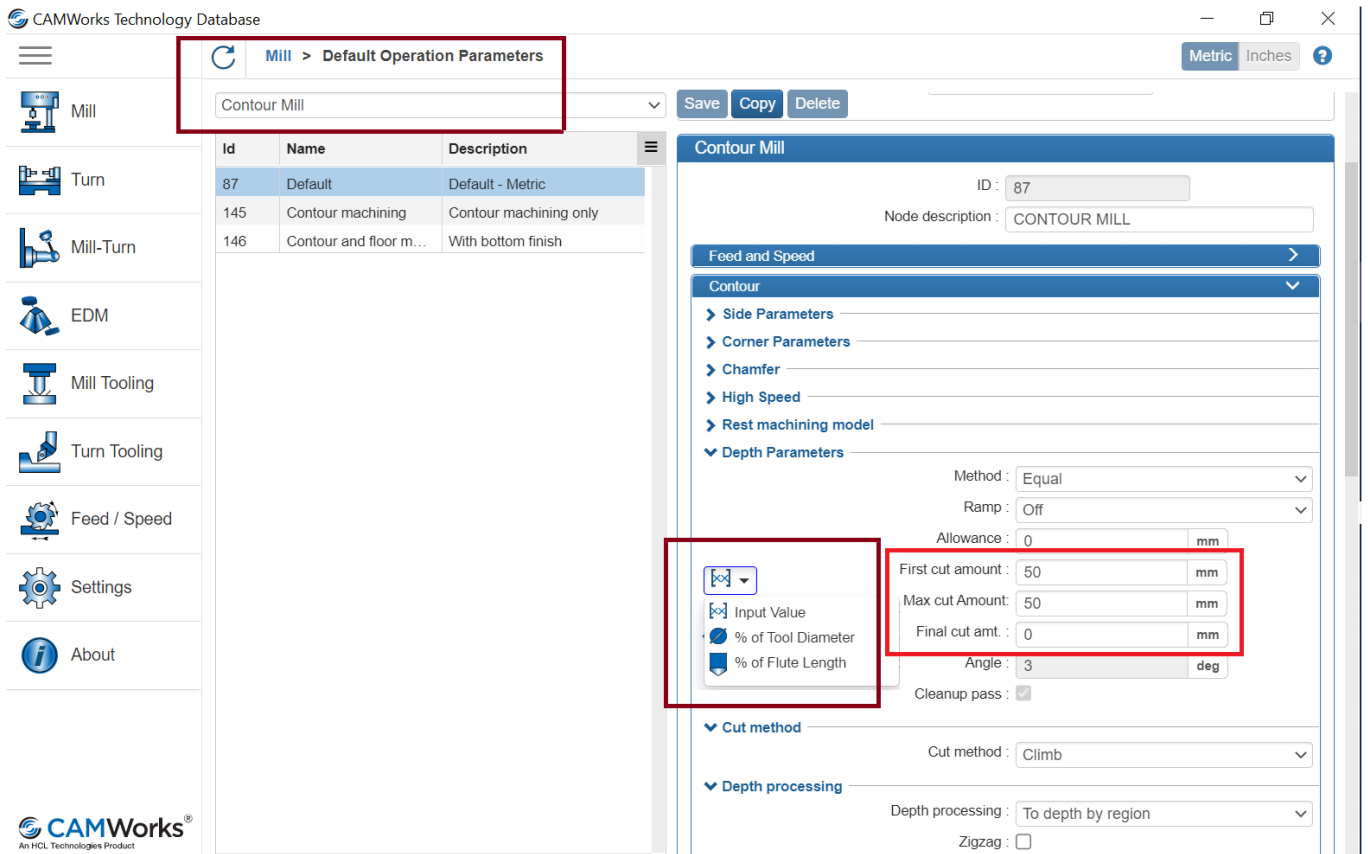 CAMWorks Technology Database
Mill > Default Operation Parameters
Metric Inches ?
Contour Mill
Save Copy Delete
Mill
Turn
Mill-Turn
EDM
Mill Tooling
Turn Tooling
Feed / Speed
Settings
About
CAMWorks®
An HCL Technologies Product
Id Name Description
87 Default Default - Metric
145 Contour machining Contour machining only
146 Contour and floor m... With bottom finish
Contour Mill
ID : 87
Node description : CONTOUR MILL
Feed and Speed
Contour
Side Parameters
Corner Parameters
Chamfer
High Speed
Rest machining model
Depth Parameters
Method : Equal
Ramp : Off
Allowance : 0 mm
First cut amount : 50 mm
Max cut Amount: 50 mm
Final cut amt. : 0 mm
Angle : 3 deg
Cleanup pass :
Input Value
% of Tool Diameter
% of Flute Length
Cut method
Cut method : Climb
Depth processing
Depth processing : To depth by region
Zigzag :